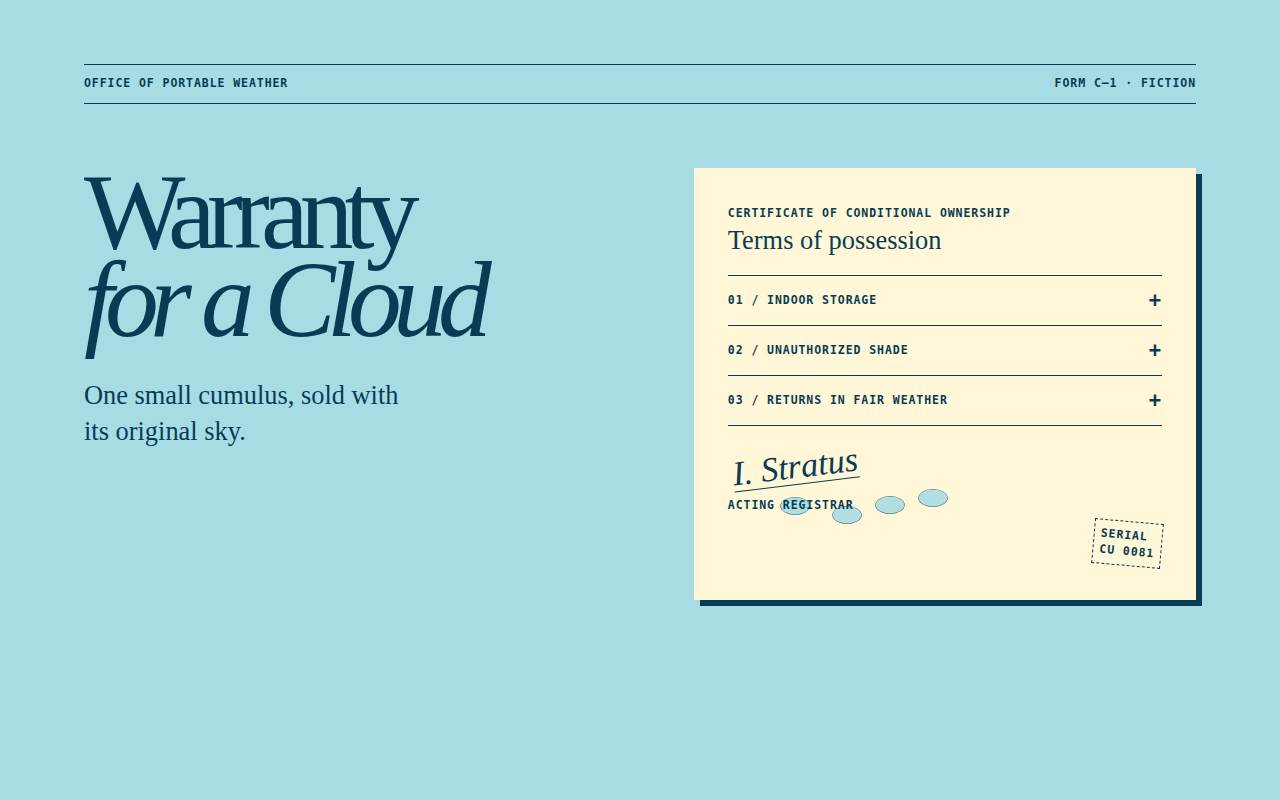 OFFICE OF PORTABLE WEATHER
FORM C—1 · FICTION
Warranty
for a Cloud
One small cumulus, sold with
its original sky.
CERTIFICATE OF CONDITIONAL OWNERSHIP
Terms of possession
01 / INDOOR STORAGE +
02 / UNAUTHORIZED SHADE +
03 / RETURNS IN FAIR WEATHER +
I. Stratus
ACTING REGISTRAR
SERIAL
CU 0081